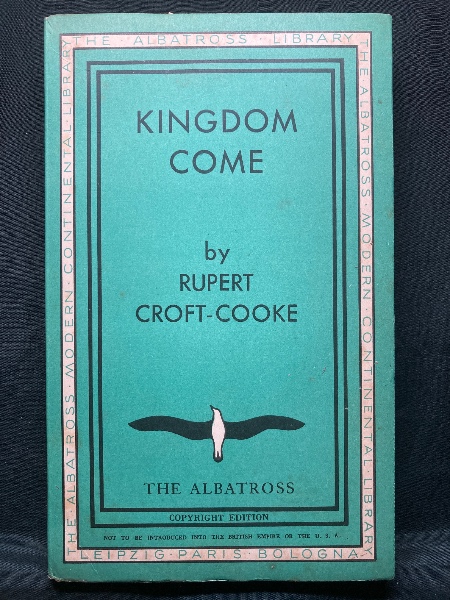 THE ALBATROSS · LIBRARY
KINGDOM
COME
by
RUPERT
CROFT-COOKE
THE ALBATROSS
COPYRIGHT EDITION
NOT TO BE INTRODUCED INTO THE BRITISH EMPIRE OR THE U. S. A.
LEIPZIG · PARIS · BOLOGNA
THE · ALBATROSS · MODERN · CONTINENTAL · LIBRARY
THE · ALBATROSS · MODERN · CONTINENTAL · LIBRARY